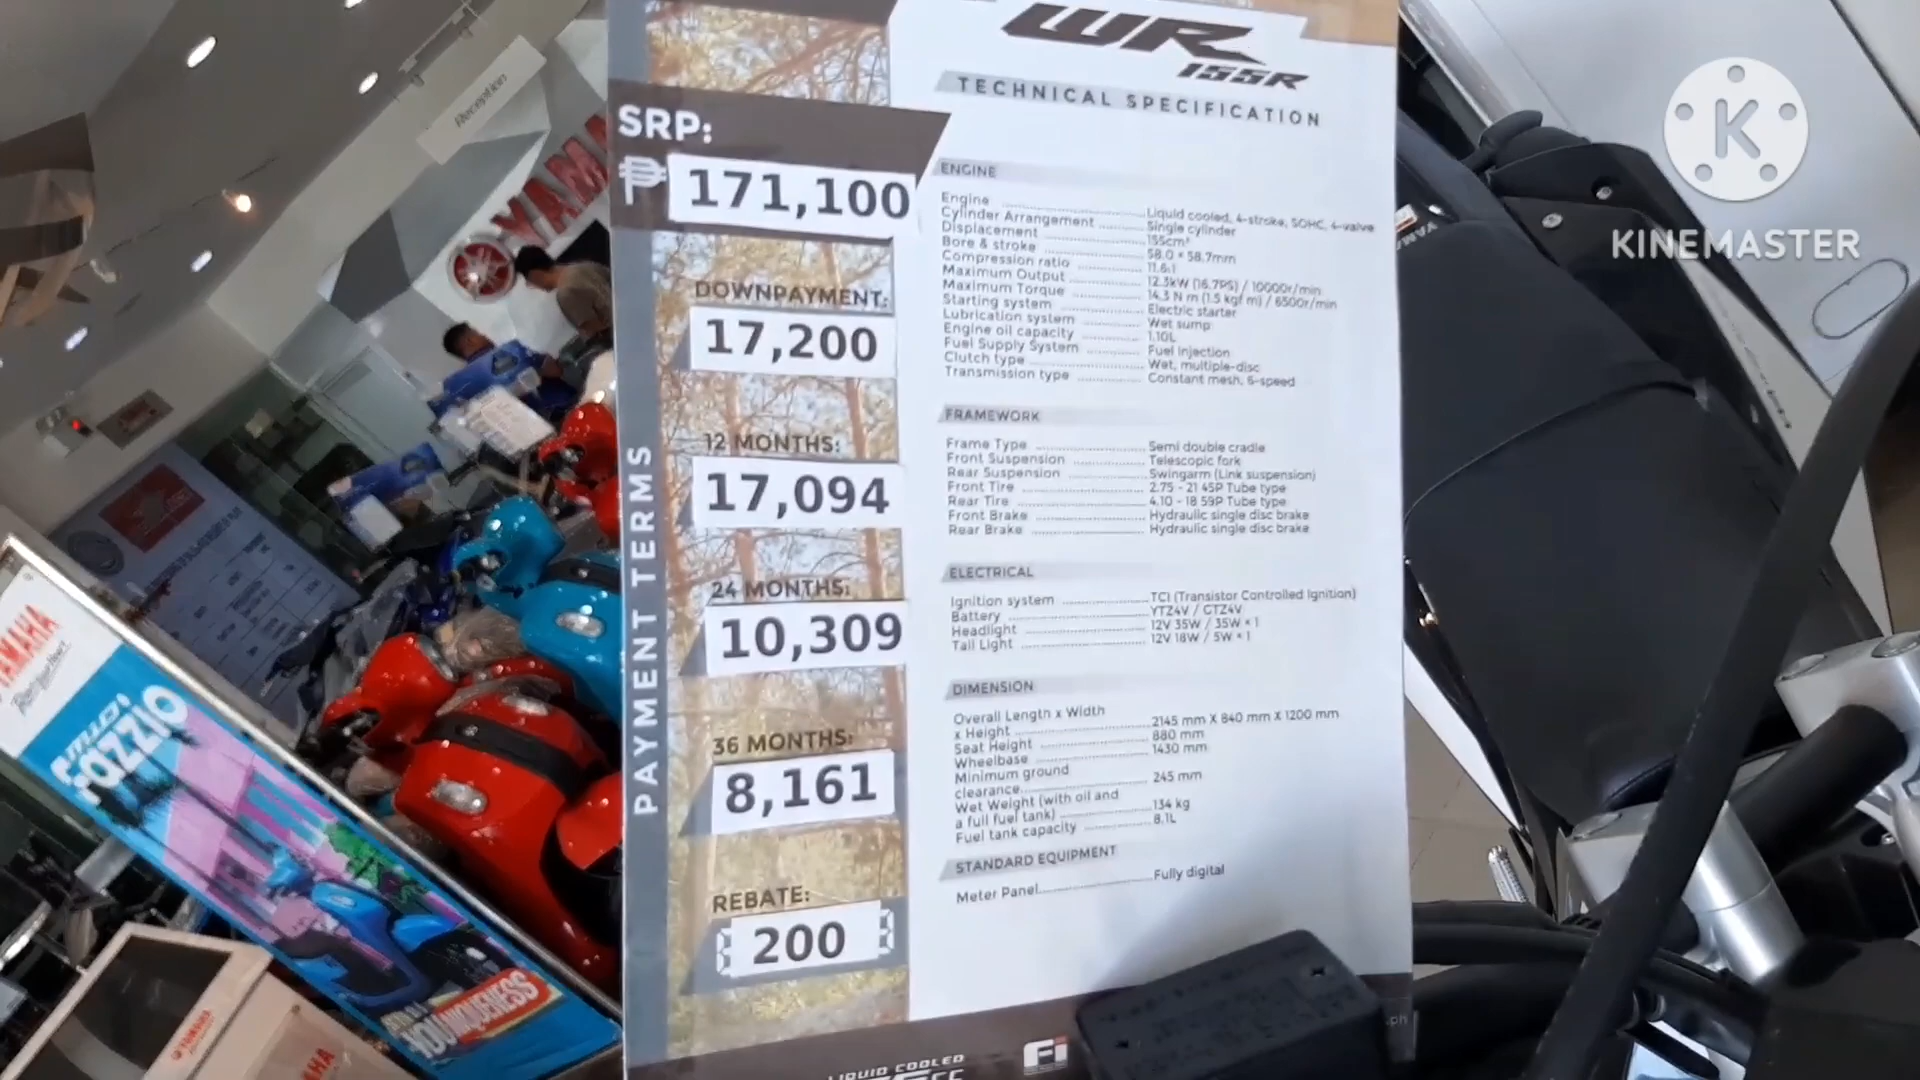 WR
155R
TECHNICAL SPECIFICATION
SRP:
₱ 171,100
DOWNPAYMENT:
17,200
12 MONTHS:
17,094
24 MONTHS:
10,309
36 MONTHS:
8,161
REBATE:
200
PAYMENT TERMS
ENGINE
Engine ........ Liquid cooled, 4-stroke, SOHC, 4-valve
Cylinder Arrangement ........ Single cylinder
Displacement ........ 155cm³
Bore & stroke ........ 58.0 × 58.7mm
Compression ratio ........ 11.6:1
Maximum Output ........ 12.3kW (16.7PS) / 10000r/min
Maximum Torque ........ 14.3 N m (1.5 kgf m) / 6500r/min
Starting system ........ Electric starter
Lubrication system ........ Wet sump
Engine oil capacity ........ 1.10L
Fuel Supply System ........ Fuel Injection
Clutch type ........ Wet, multiple-disc
Transmission type ........ Constant mesh, 6-speed
FRAMEWORK
Frame Type ........ Semi double cradle
Front Suspension ........ Telescopic fork
Rear Suspension ........ Swingarm (Link suspension)
Front Tire ........ 2.75 - 21 45P Tube type
Rear Tire ........ 4.10 - 18 59P Tube type
Front Brake ........ Hydraulic single disc brake
Rear Brake ........ Hydraulic single disc brake
ELECTRICAL
Ignition system ........ TCI (Transistor Controlled Ignition)
Battery ........ YTZ4V / GTZ4V
Headlight ........ 12V 35W / 35W × 1
Tail Light ........ 12V 18W / 5W × 1
DIMENSION
Overall Length x Width
x Height ........ 2145 mm X 840 mm X 1200 mm
Seat Height ........ 880 mm
Wheelbase ........ 1430 mm
Minimum ground
clearance ........ 245 mm
Wet Weight (with oil and
a full fuel tank) ........ 134 kg
Fuel tank capacity ........ 8.1L
STANDARD EQUIPMENT
Meter Panel ........ Fully digital
LIQUID COOLED
Fi
.ph
KINEMASTER
K
Reception
YAMAHA
YAMAHA
FAZZIO
YOUNIQUENESS
YAMAHA
YAMAHA